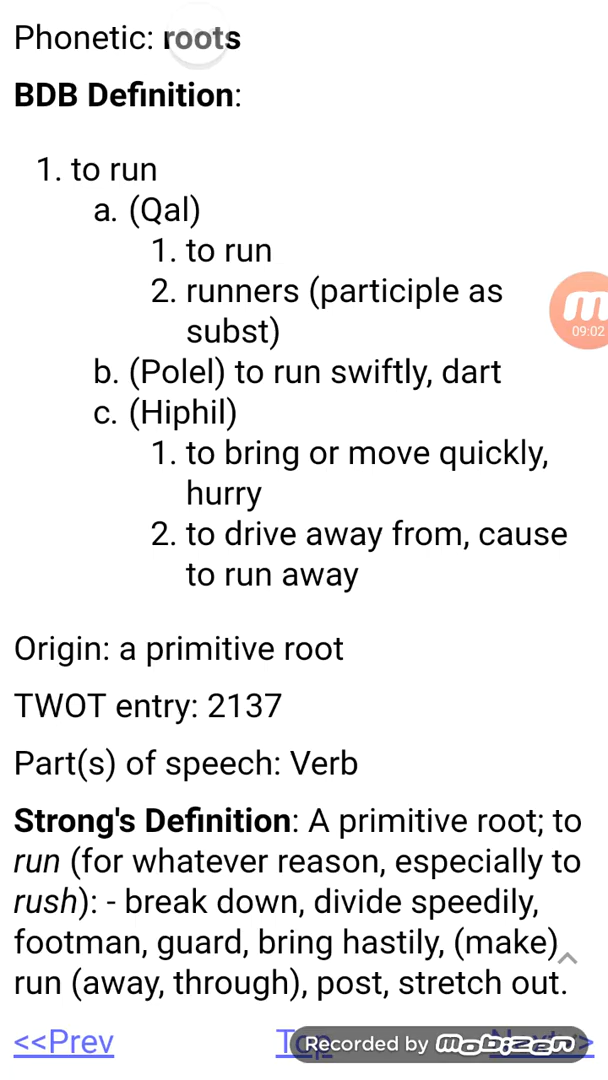 Phonetic: roots
BDB Definition:
1. to run
a. (Qal)
1. to run
2. runners (participle as
subst)
09:02
b. (Polel) to run swiftly, dart
c. (Hiphil)
1. to bring or move quickly,
hurry
2. to drive away from, cause
to run away
Origin: a primitive root
TWOT entry: 2137
Part(s) of speech: Verb
Strong's Definition: A primitive root; to
run (for whatever reason, especially to
rush): - break down, divide speedily,
footman, guard, bring hastily, (make)
run (away, through), post, stretch out.
<<Prev
Recorded by mobizen